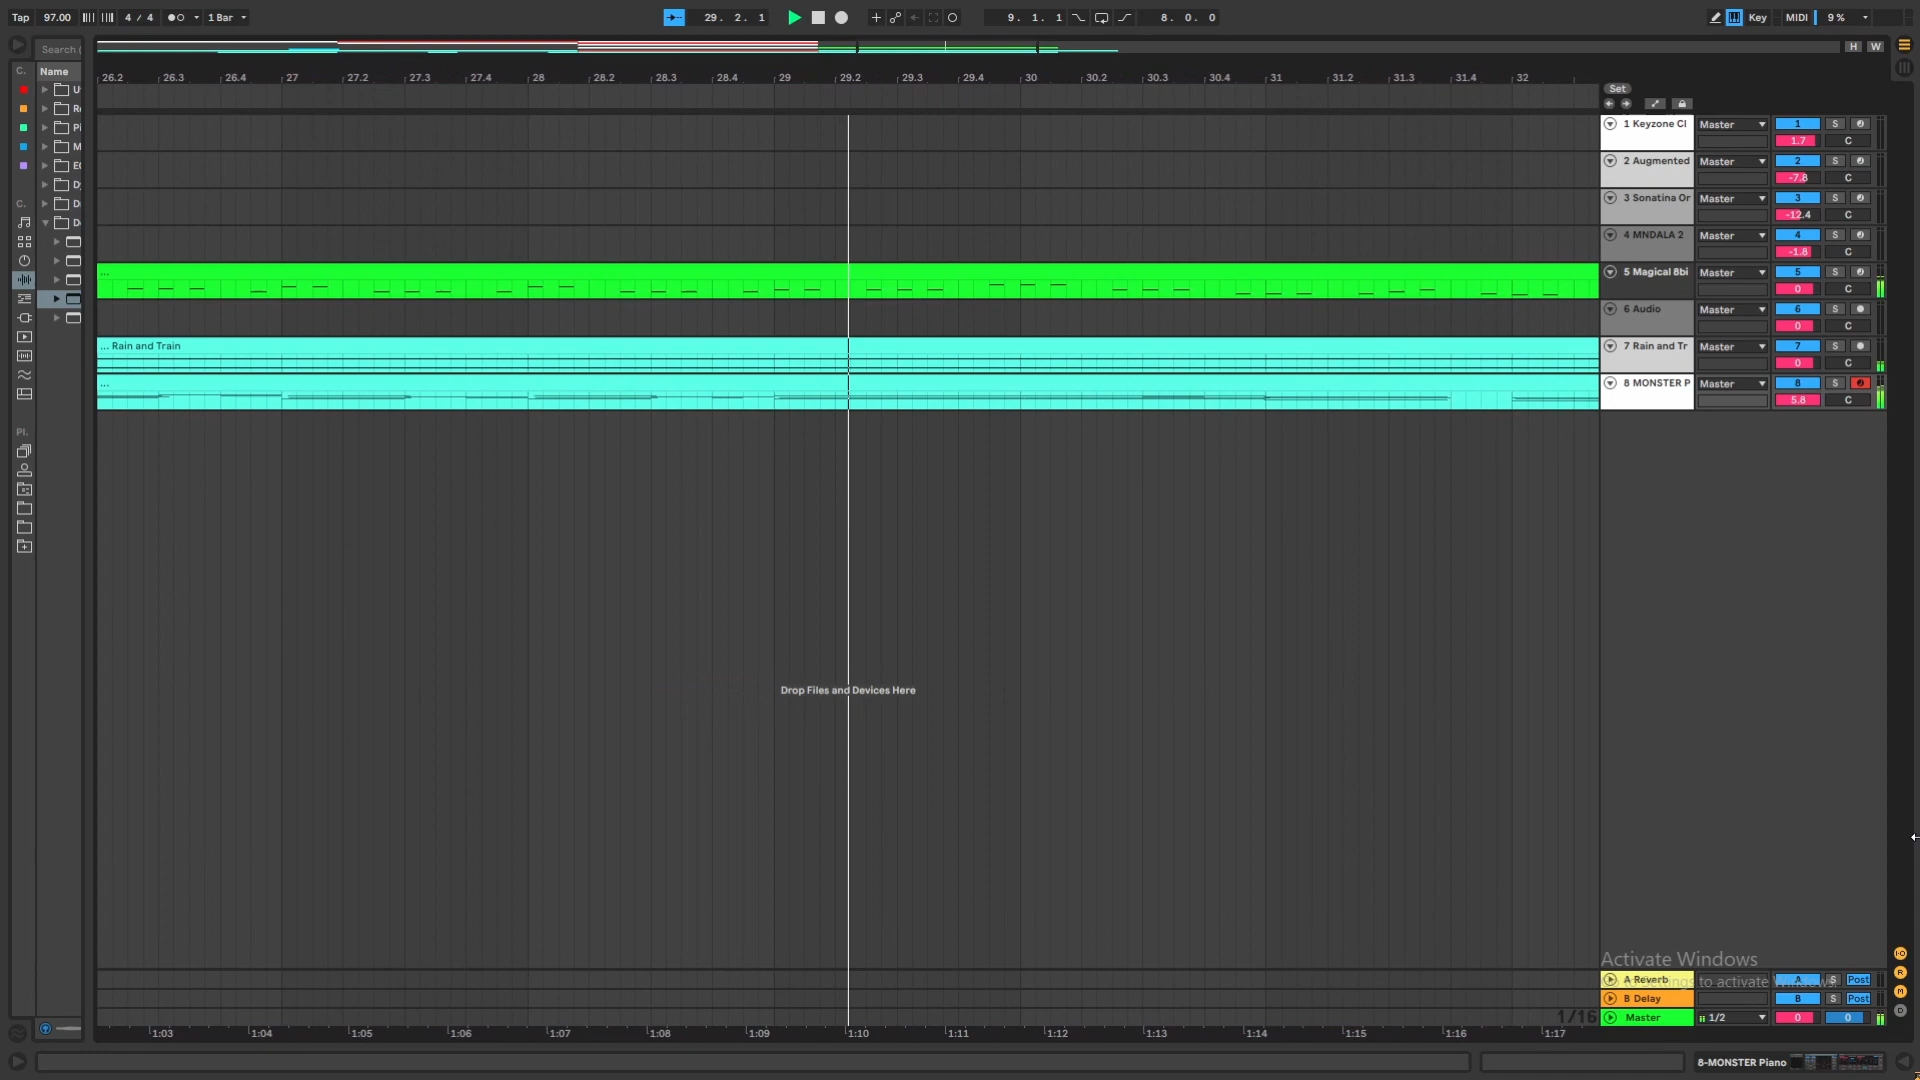 Tap 97.00 4 / 4 1 Bar 29. 2. 1 9. 1. 1 8. 0. 0 Key MIDI 9 %
Search (
H W
C. Name
26.2 26.3 26.4 27 27.2 27.3 27.4 28 28.2 28.3 28.4 29 29.2 29.3 29.4 30 30.2 30.3 30.4 31 31.2 31.3 31.4 32
Set
U
R
Pi
M
E
D
D
D
C.
Pl.
1 Keyzone Cl Master 1 S
1.7 C
2 Augmented Master 2 S
-7.8 C
3 Sonatina Or Master 3 S
-12.4 C
4 MNDALA 2 Master 4 S
-1.8 C
... 5 Magical 8bi Master 5 S
0 C
6 Audio Master 6 S
0 C
... Rain and Train 7 Rain and Tr Master 7 S
0 C
... 8 MONSTER P Master 8 S
5.8 C
Drop Files and Devices Here
Activate Windows
A Reverb A S Post
to activate
B Delay B S Post
1/16 Master 1/2 0 0
R
M
D
1:03 1:04 1:05 1:06 1:07 1:08 1:09 1:10 1:11 1:12 1:13 1:14 1:15 1:16 1:17
8-MONSTER Piano